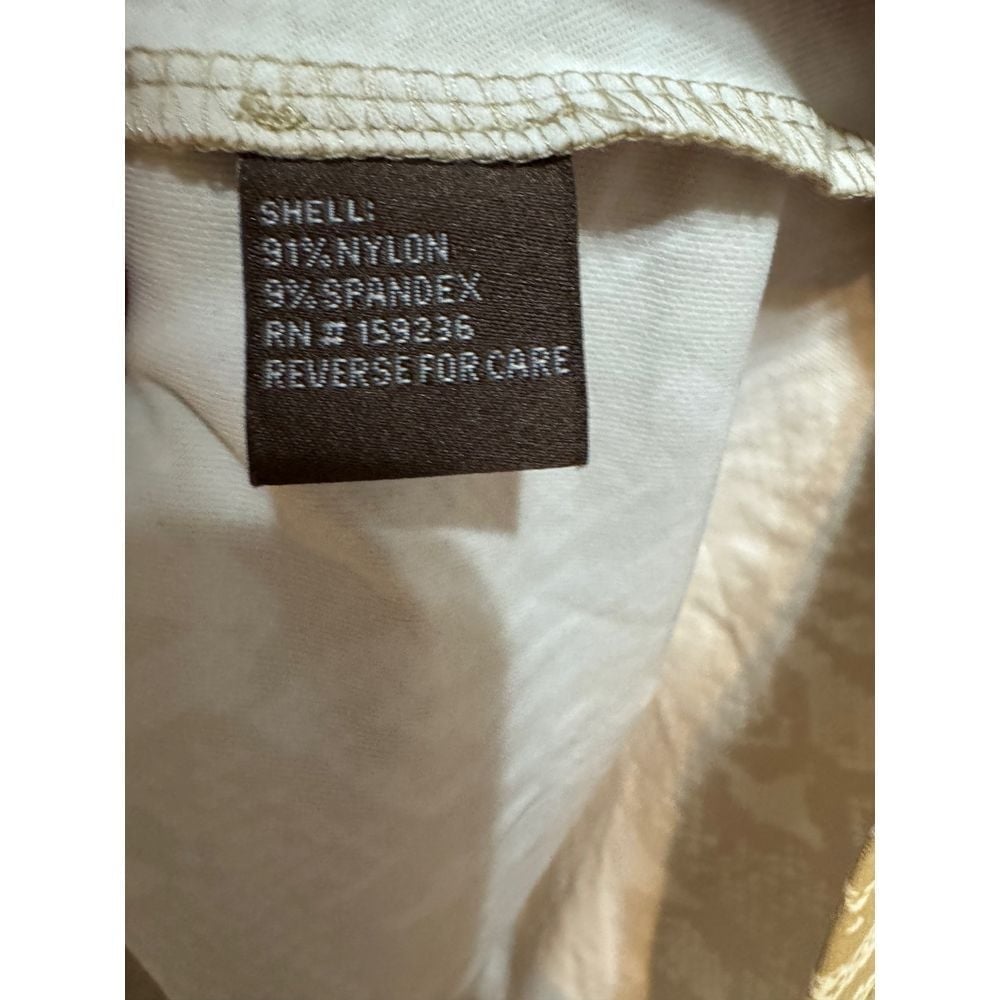 SHELL:
91% NYLON
9% SPANDEX
RN # 159236
REVERSE FOR CARE